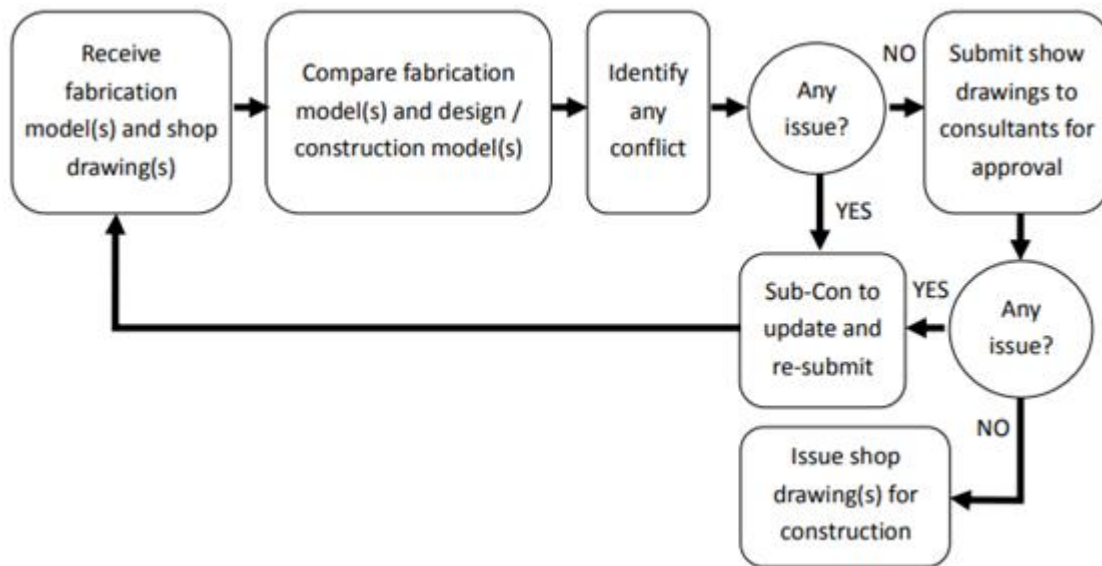 Receive
fabrication
model(s) and shop
drawing(s)
Compare fabrication
model(s) and design /
construction model(s)
Identify
any
conflict
Any
issue?
NO
Submit show
drawings to
consultants for
approval
YES
Sub-Con to
update and
re-submit
YES
Any
issue?
NO
Issue shop
drawing(s) for
construction